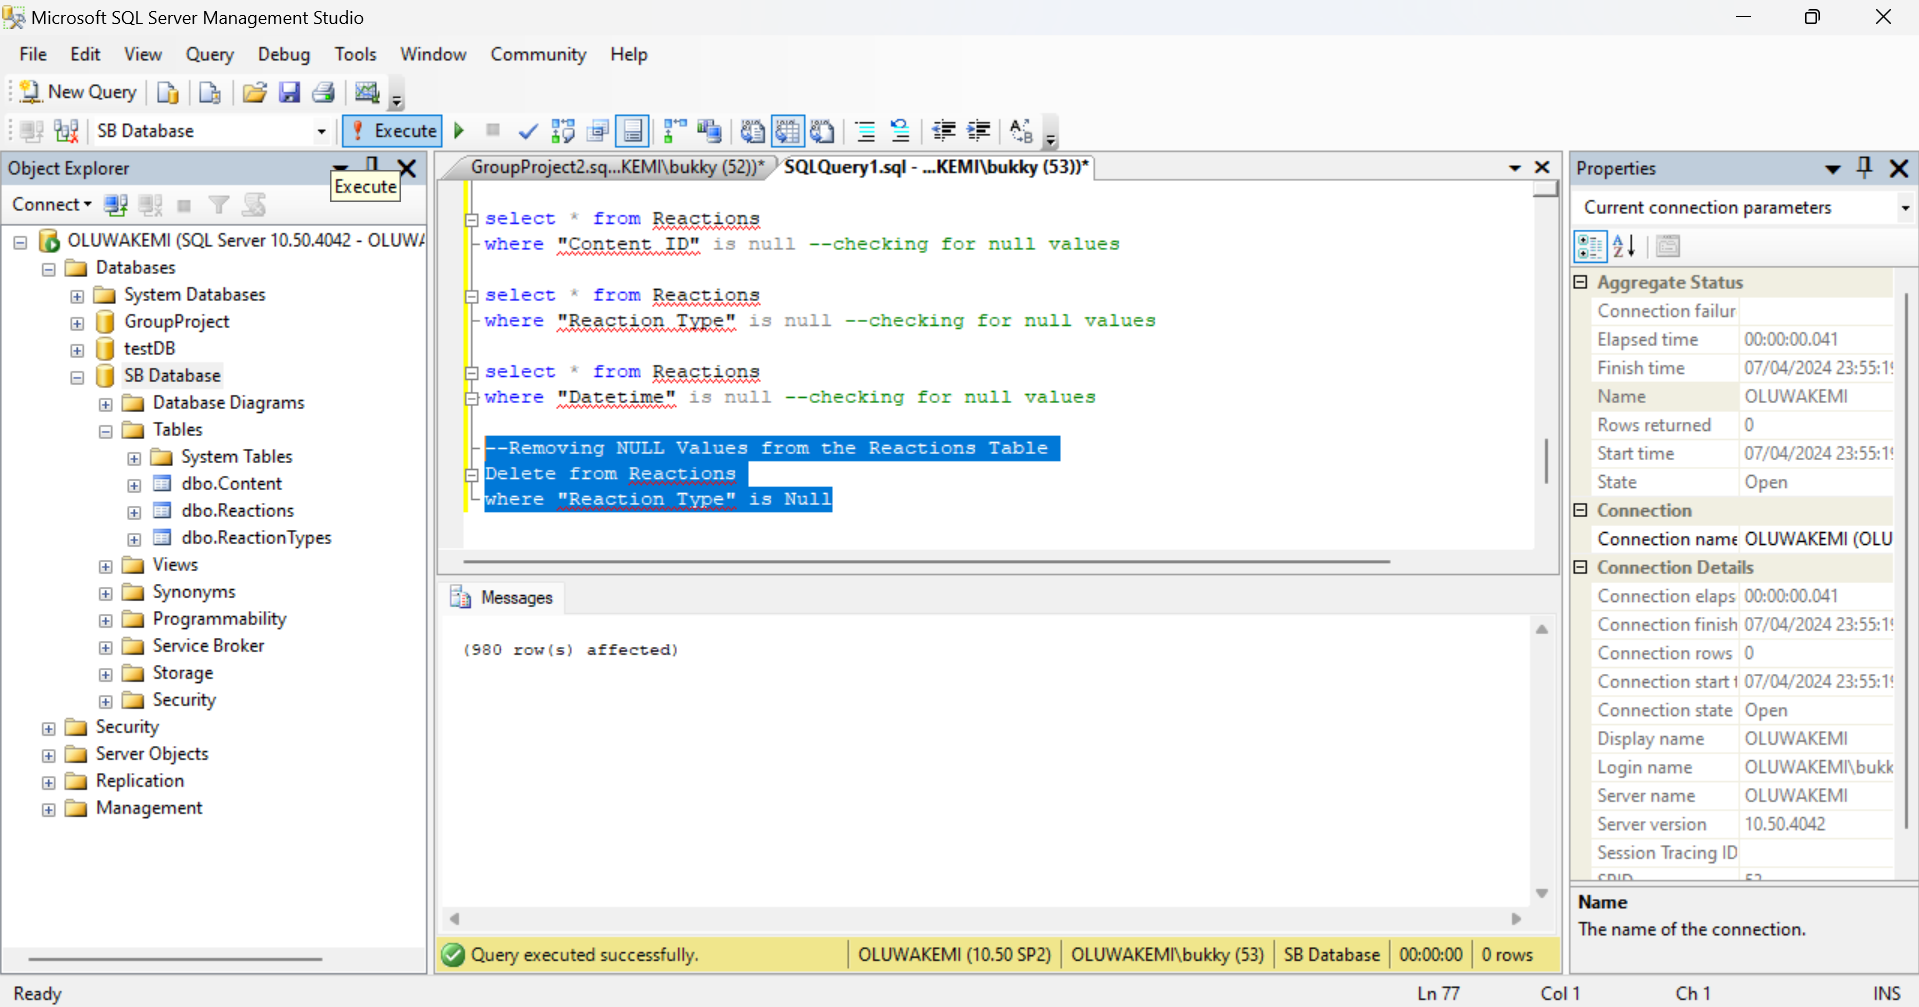 Microsoft SQL Server Management Studio
File Edit View Query Debug Tools Window Community Help
New Query
SB Database Execute
Object Explorer
Execute
Connect
OLUWAKEMI (SQL Server 10.50.4042 - OLUWA
Databases
System Databases
GroupProject
testDB
SB Database
Database Diagrams
Tables
System Tables
dbo.Content
dbo.Reactions
dbo.ReactionTypes
Views
Synonyms
Programmability
Service Broker
Storage
Security
Security
Server Objects
Replication
Management
GroupProject2.sq...KEMI\bukky (52))* SQLQuery1.sql - ...KEMI\bukky (53))*
select * from Reactions
where "Content ID" is null --checking for null values
select * from Reactions
where "Reaction Type" is null --checking for null values
select * from Reactions
where "Datetime" is null --checking for null values
--Removing NULL Values from the Reactions Table
Delete from Reactions
where "Reaction Type" is Null
Messages
(980 row(s) affected)
Query executed successfully. OLUWAKEMI (10.50 SP2) OLUWAKEMI\bukky (53) SB Database 00:00:00 0 rows
Properties
Current connection parameters
Aggregate Status
Connection failur
Elapsed time 00:00:00.041
Finish time 07/04/2024 23:55:19
Name OLUWAKEMI
Rows returned 0
Start time 07/04/2024 23:55:19
State Open
Connection
Connection name OLUWAKEMI (OLU
Connection Details
Connection elaps 00:00:00.041
Connection finish 07/04/2024 23:55:19
Connection rows 0
Connection start t 07/04/2024 23:55:19
Connection state Open
Display name OLUWAKEMI
Login name OLUWAKEMI\bukk
Server name OLUWAKEMI
Server version 10.50.4042
Session Tracing ID
SPID 53
Name
The name of the connection.
Ready Ln 77 Col 1 Ch 1 INS